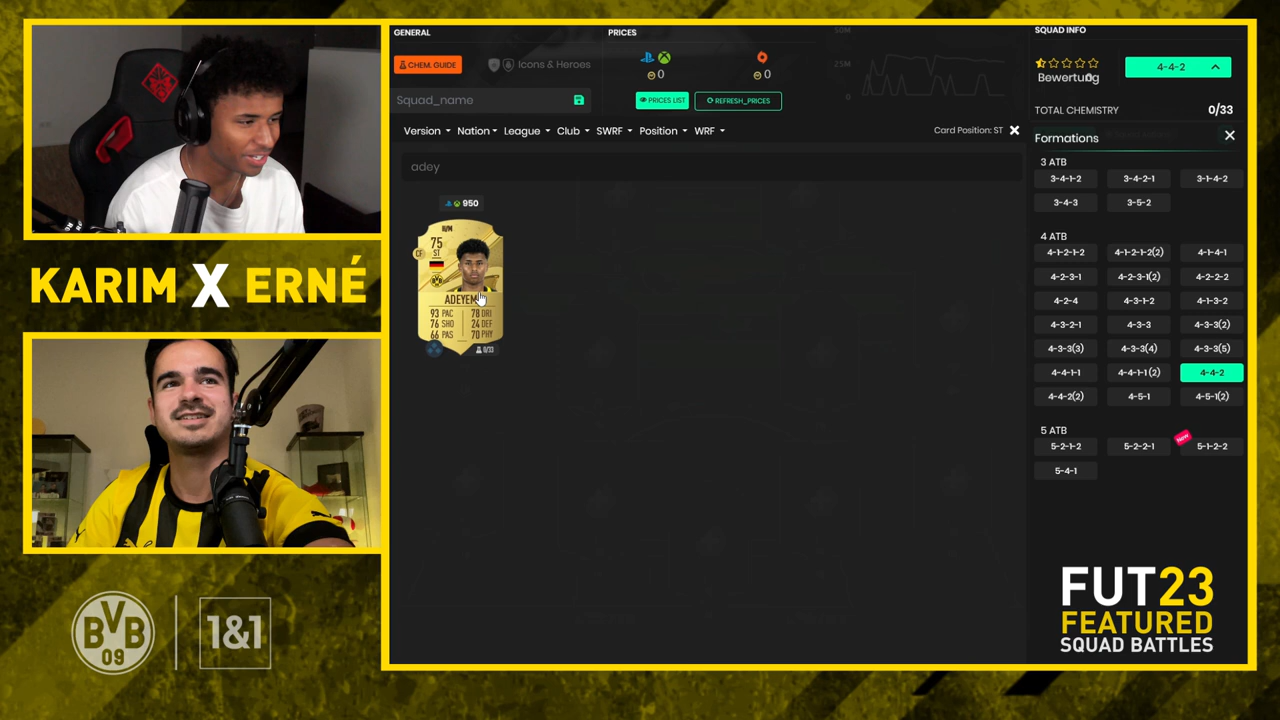 KARIM X ERNÉ
BVB
09
1&1
GENERAL
CHEM. GUIDE
Icons & Heroes
Squad_name
PRICES
0
0
PRICES LIST
REFRESH_PRICES
50M
25M
0
SQUAD INFO
Bewertung
4-4-2
TOTAL CHEMISTRY
0/33
Version
Nation
League
Club
SWRF
Position
WRF
Card Position: ST
adey
950
75
ST
CF
ADEYEMI
93 PAC
78 DRI
76 SHO
24 DEF
66 PAS
70 PHY
0/33
Formations
3 ATB
3-4-1-2
3-4-2-1
3-1-4-2
3-4-3
3-5-2
4 ATB
4-1-2-1-2
4-1-2-1-2(2)
4-1-4-1
4-2-3-1
4-2-3-1(2)
4-2-2-2
4-2-4
4-3-1-2
4-1-3-2
4-3-2-1
4-3-3
4-3-3(2)
4-3-3(3)
4-3-3(4)
4-3-3(5)
4-4-1-1
4-4-1-1(2)
4-4-2
4-4-2(2)
4-5-1
4-5-1(2)
5 ATB
New
5-2-1-2
5-2-2-1
5-1-2-2
5-4-1
FUT23
FEATURED
SQUAD BATTLES